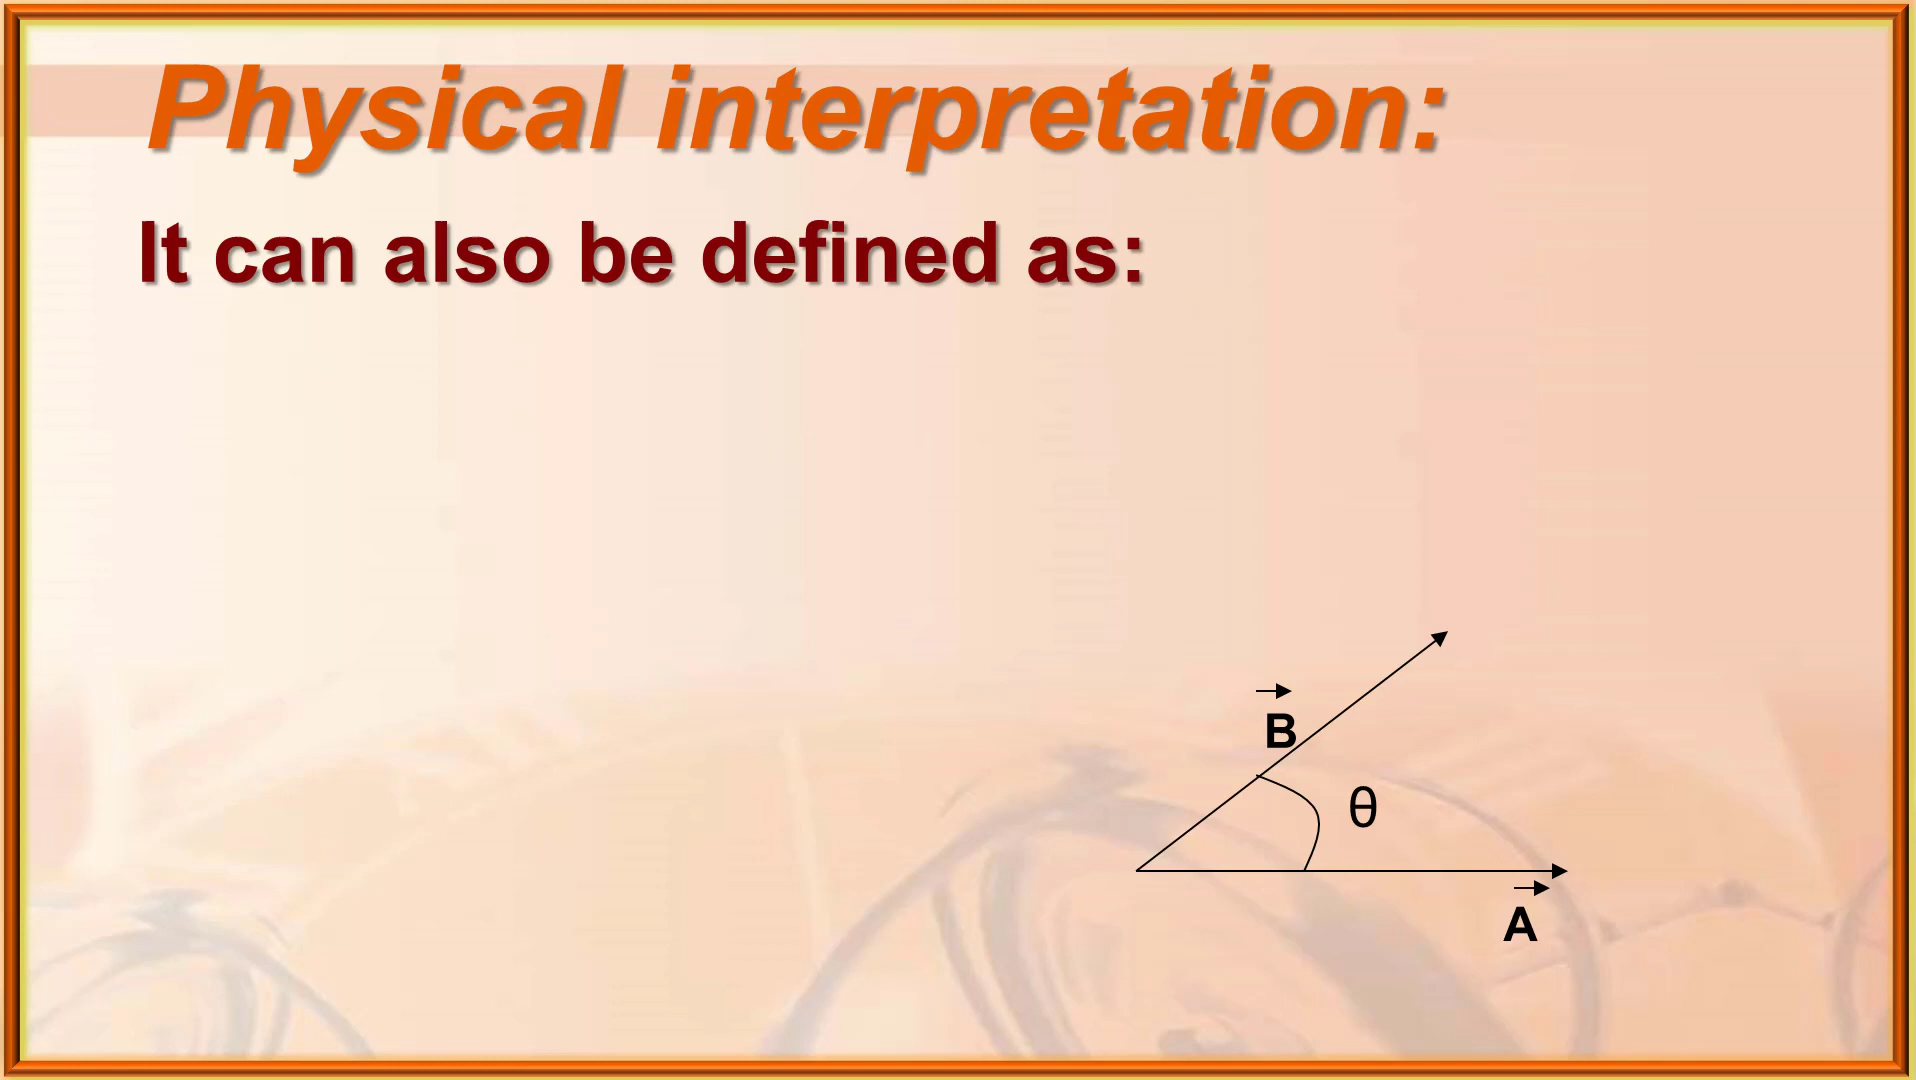 Physical interpretation:
It can also be defined as:
B
θ
A